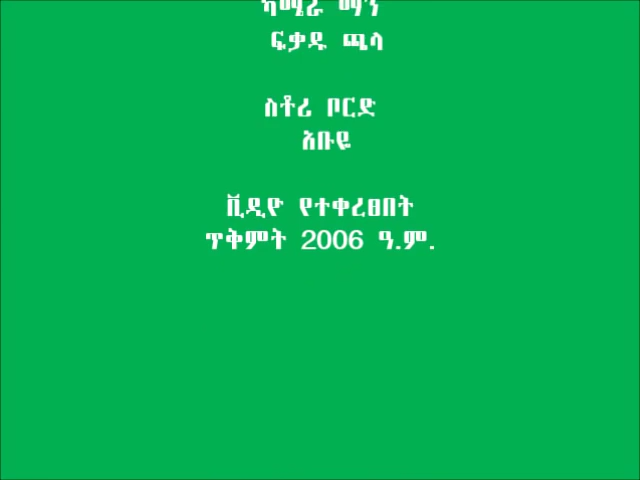 ካሜራ ማን
ፍቃዱ ጫላ
ስቶሪ ቦርድ
አቡዬ
ቪዲዮ የተቀረፀበት
ጥቅምት 2006 ዓ.ም.